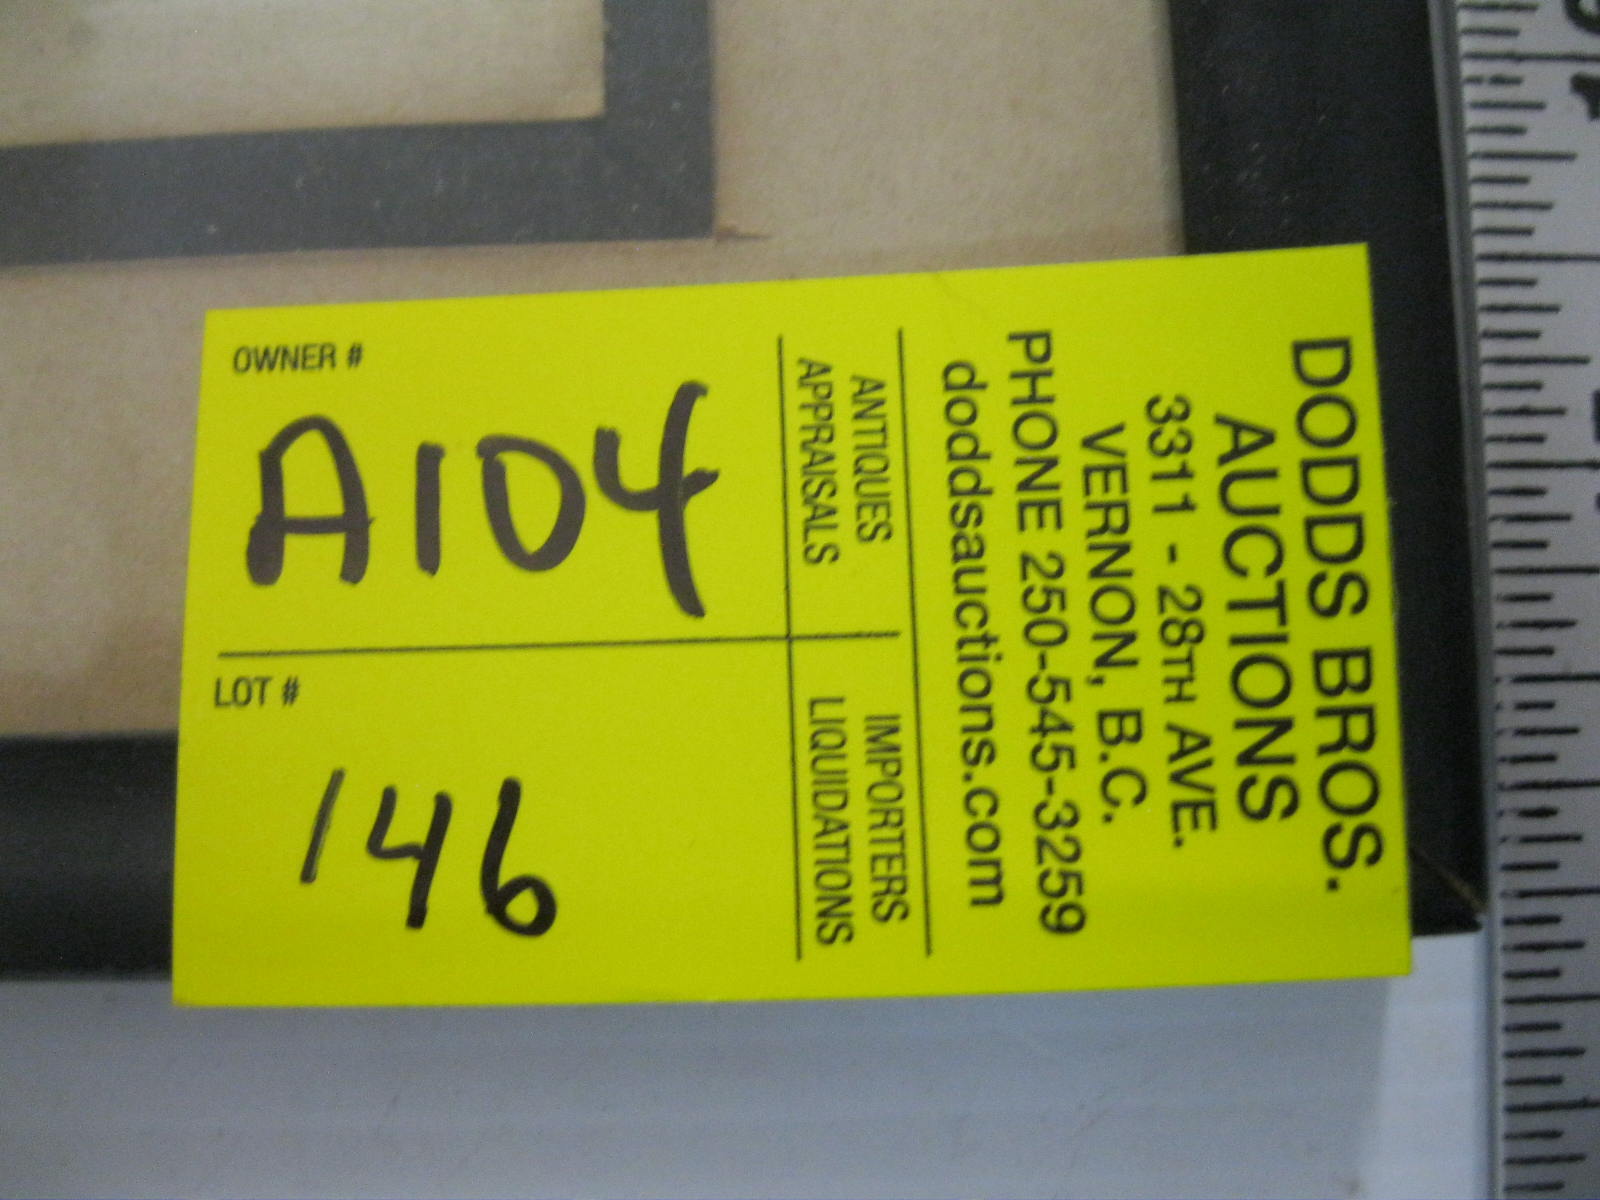 DODDS BROS.
AUCTIONS
3311 - 28TH AVE.
VERNON, B.C.
PHONE 250-545-3259
doddsauctions.com
ANTIQUES
APPRAISALS
IMPORTERS
LIQUIDATIONS
OWNER #
A104
LOT #
146